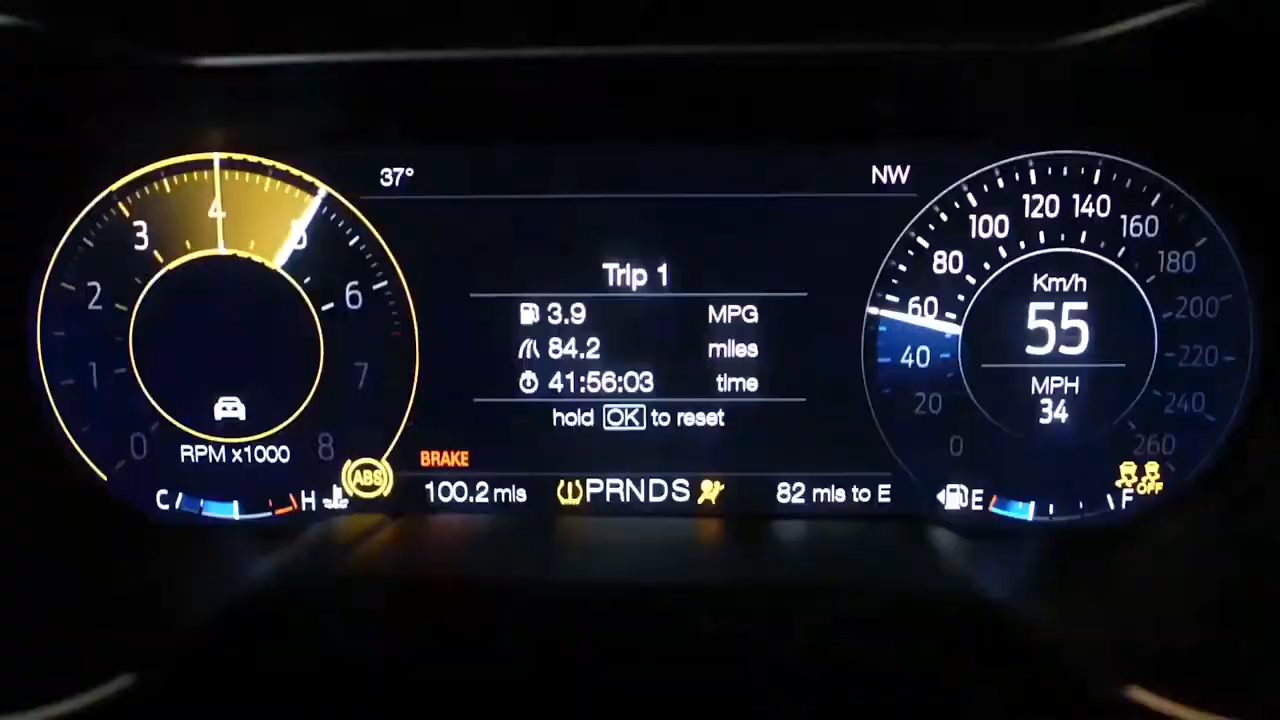 37° NW
0 1 2 3 4 5 6 7 8
RPM x1000
C H
ABS
Trip 1
3.9 MPG
84.2 miles
41:56:03 time
hold OK to reset
BRAKE
100.2 mls PRNDS 82 mls to E
0 20 40 60 80 100 120 140 160 180 200 220 240 260
Km/h
55
MPH
34
E F
OFF